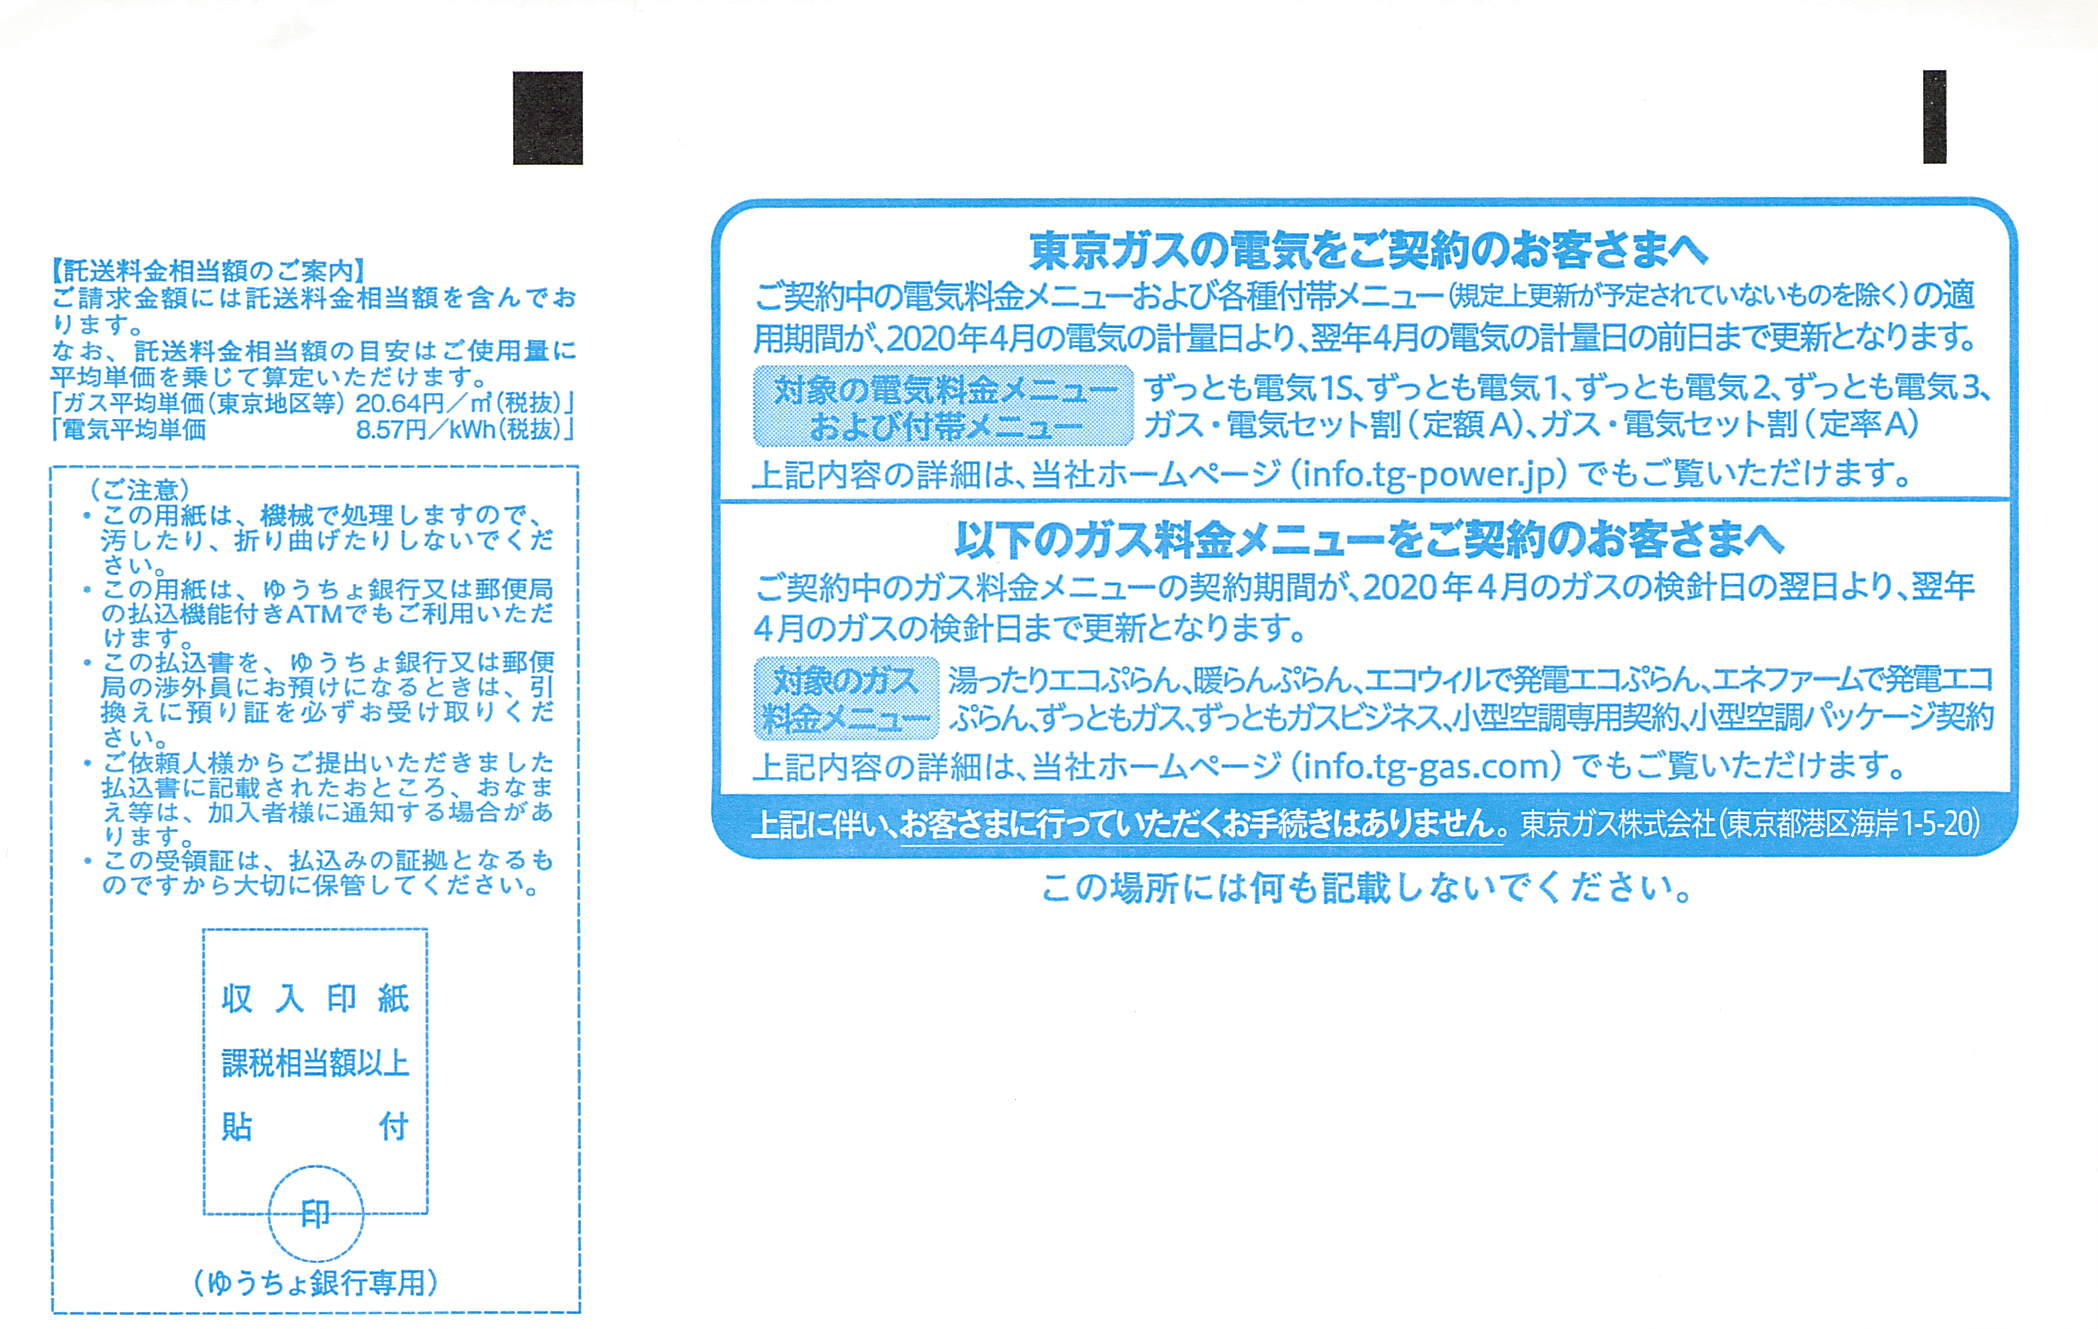 【託送料金相当額のご案内】
ご請求金額には託送料金相当額を含んでお
ります。
なお、託送料金相当額の目安はご使用量に
平均単価を乗じて算定いただけます。
「ガス平均単価(東京地区等) 20.64円／㎥(税抜)」
「電気平均単価 8.57円／kWh(税抜)」
(ご注意)
・この用紙は、機械で処理しますので、
汚したり、折り曲げたりしないでくだ
さい。
・この用紙は、ゆうちょ銀行又は郵便局
の払込機能付きATMでもご利用いただ
けます。
・この払込書を、ゆうちょ銀行又は郵便
局の渉外員にお預けになるときは、引
換えに預り証を必ずお受け取りくだ
さい。
・ご依頼人様からご提出いただきました
払込書に記載されたおところ、おなま
え等は、加入者様に通知する場合があ
ります。
・この受領証は、払込みの証拠となるも
のですから大切に保管してください。
収入印紙
課税相当額以上
貼付
印
(ゆうちょ銀行専用)
東京ガスの電気をご契約のお客さまへ
ご契約中の電気料金メニューおよび各種付帯メニュー(規定上更新が予定されていないものを除く)の適
用期間が、2020年4月の電気の計量日より、翌年4月の電気の計量日の前日まで更新となります。
対象の電気料金メニュー
および付帯メニュー
ずっとも電気1S、ずっとも電気1、ずっとも電気2、ずっとも電気3、
ガス・電気セット割(定額A)、ガス・電気セット割(定率A)
上記内容の詳細は、当社ホームページ(info.tg-power.jp)でもご覧いただけます。
以下のガス料金メニューをご契約のお客さまへ
ご契約中のガス料金メニューの契約期間が、2020年4月のガスの検針日の翌日より、翌年
4月のガスの検針日まで更新となります。
対象のガス
料金メニュー
湯ったりエコぷらん、暖らんぷらん、エコウィルで発電エコぷらん、エネファームで発電エコ
ぷらん、ずっともガス、ずっともガスビジネス、小型空調専用契約、小型空調パッケージ契約
上記内容の詳細は、当社ホームページ(info.tg-gas.com)でもご覧いただけます。
上記に伴い、お客さまに行っていただくお手続きはありません。 東京ガス株式会社(東京都港区海岸1-5-20)
この場所には何も記載しないでください。